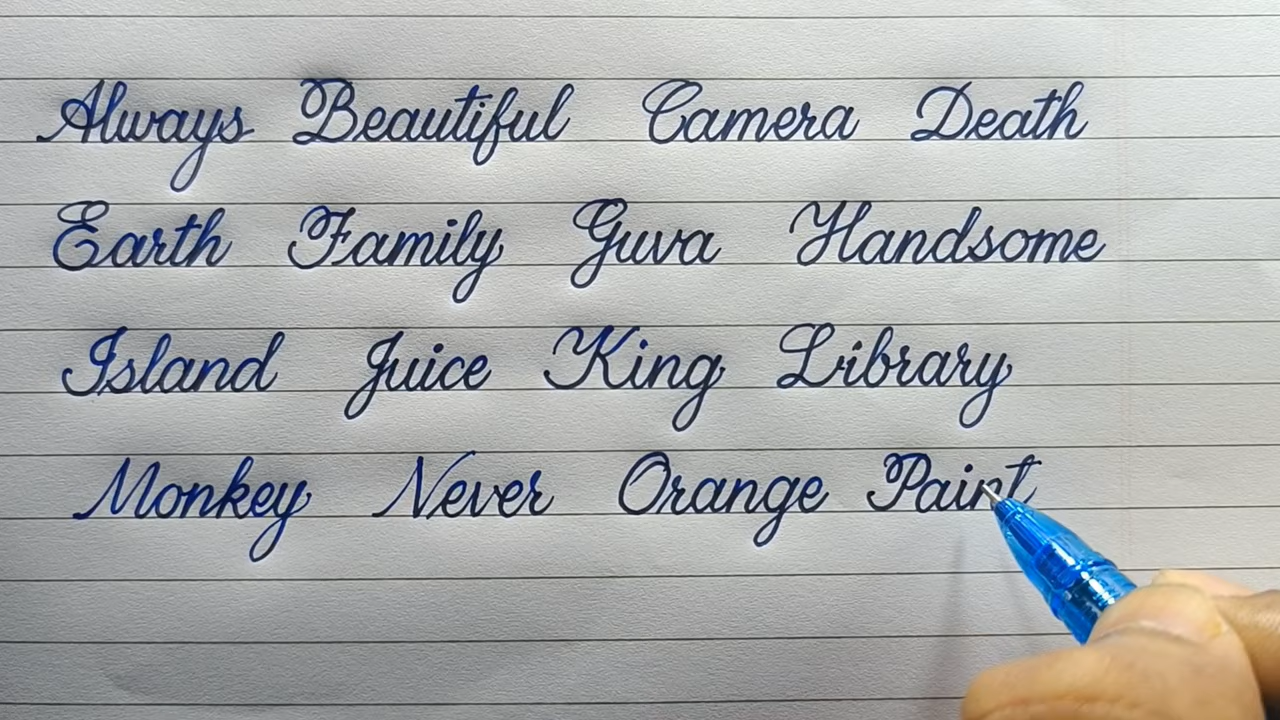 Always Beautiful Camera Death
Earth Family Guva Handsome
Island Juice King Library
Monkey Never Orange Paint